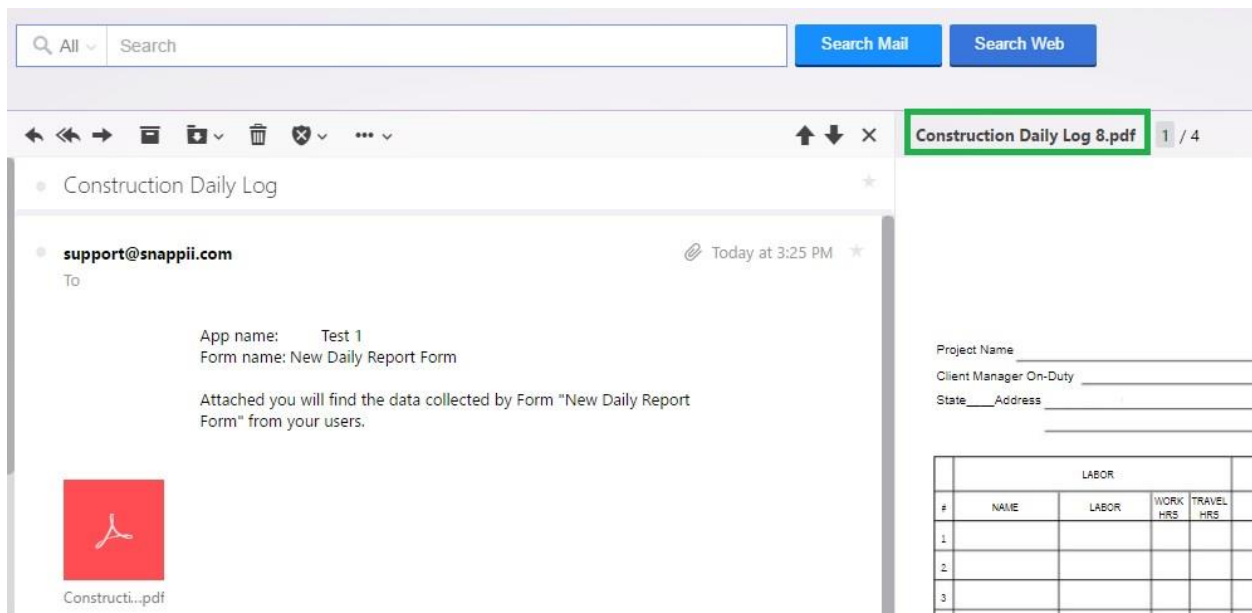 All Search Search Mail Search Web
Construction Daily Log 8.pdf 1 / 4
Construction Daily Log
support@snappii.com Today at 3:25 PM
To
App name: Test 1
Form name: New Daily Report Form
Attached you will find the data collected by Form "New Daily Report
Form" from your users.
Constructi...pdf
Project Name
Client Manager On-Duty
State____Address
LABOR
# NAME LABOR WORK HRS TRAVEL HRS
1
2
3